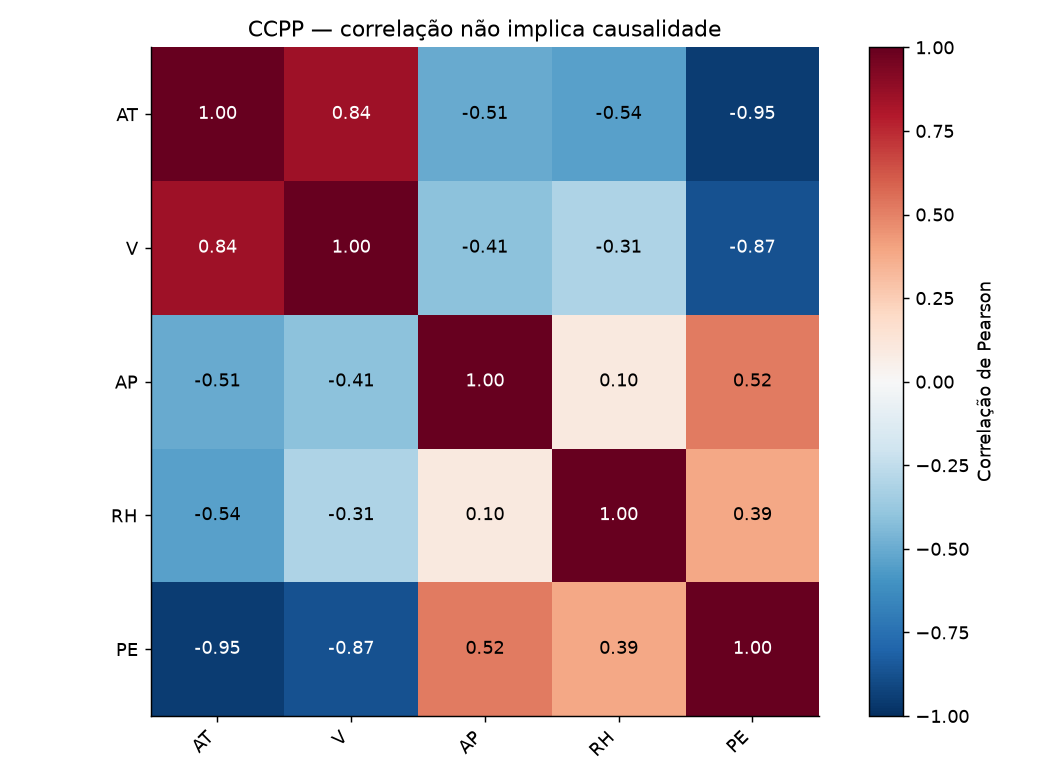 CCPP — correlação não implica causalidade
AT 1.00 0.84 -0.51 -0.54 -0.95
V 0.84 1.00 -0.41 -0.31 -0.87
AP -0.51 -0.41 1.00 0.10 0.52
RH -0.54 -0.31 0.10 1.00 0.39
PE -0.95 -0.87 0.52 0.39 1.00
AT V AP RH PE
1.00
0.75
0.50
0.25
0.00
−0.25
−0.50
−0.75
−1.00
Correlação de Pearson